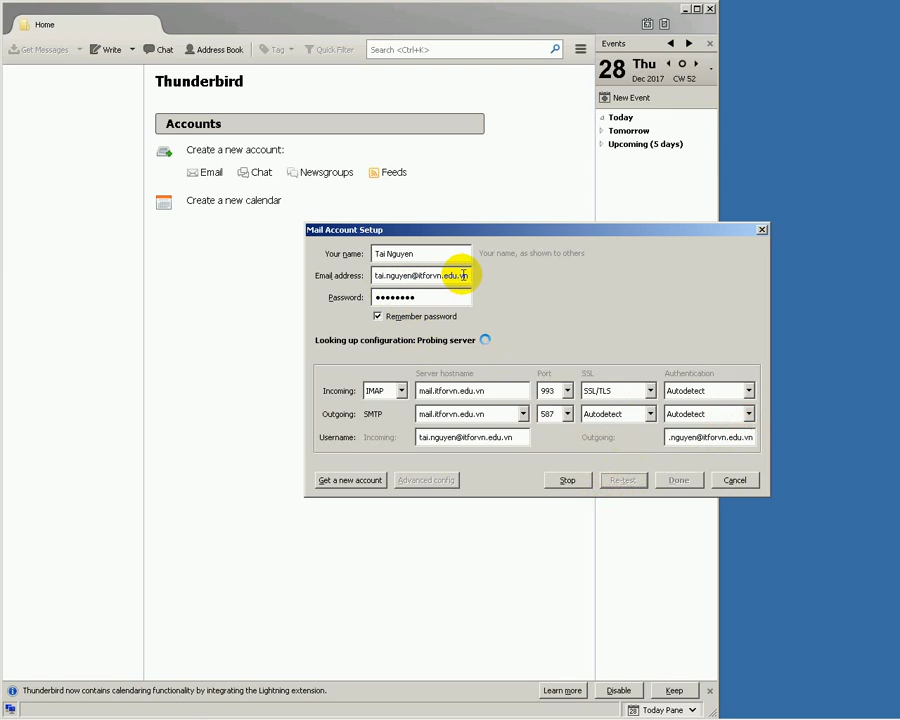 Home
Get Messages Write Chat Address Book Tag Quick Filter Search <Ctrl+K>
Events
28 Thu
Dec 2017 CW 52
New Event
Today
Tomorrow
Upcoming (5 days)
Thunderbird
Accounts
Create a new account:
Email Chat Newsgroups Feeds
Create a new calendar
Mail Account Setup
Your name: Tai Nguyen Your name, as shown to others
Email address: tai.nguyen@itforvn.edu.vn
Password: ●●●●●●●●
Remember password
Looking up configuration: Probing server
Server hostname Port SSL Authentication
Incoming: IMAP mail.itforvn.edu.vn 993 SSL/TLS Autodetect
Outgoing: SMTP mail.itforvn.edu.vn 587 Autodetect Autodetect
Username: Incoming: tai.nguyen@itforvn.edu.vn Outgoing: .nguyen@itforvn.edu.vn
Get a new account Advanced config Stop Re-test Done Cancel
Thunderbird now contains calendaring functionality by integrating the Lightning extension. Learn more Disable Keep
28 Today Pane